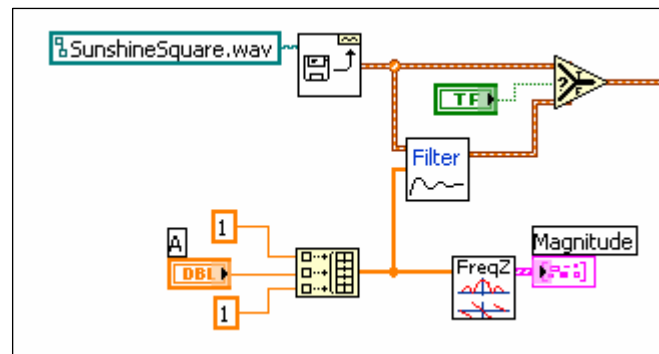 SunshineSquare.wav
TF
?
T
F
Filter
1
A
DBL
1
FreqZ
Magnitude